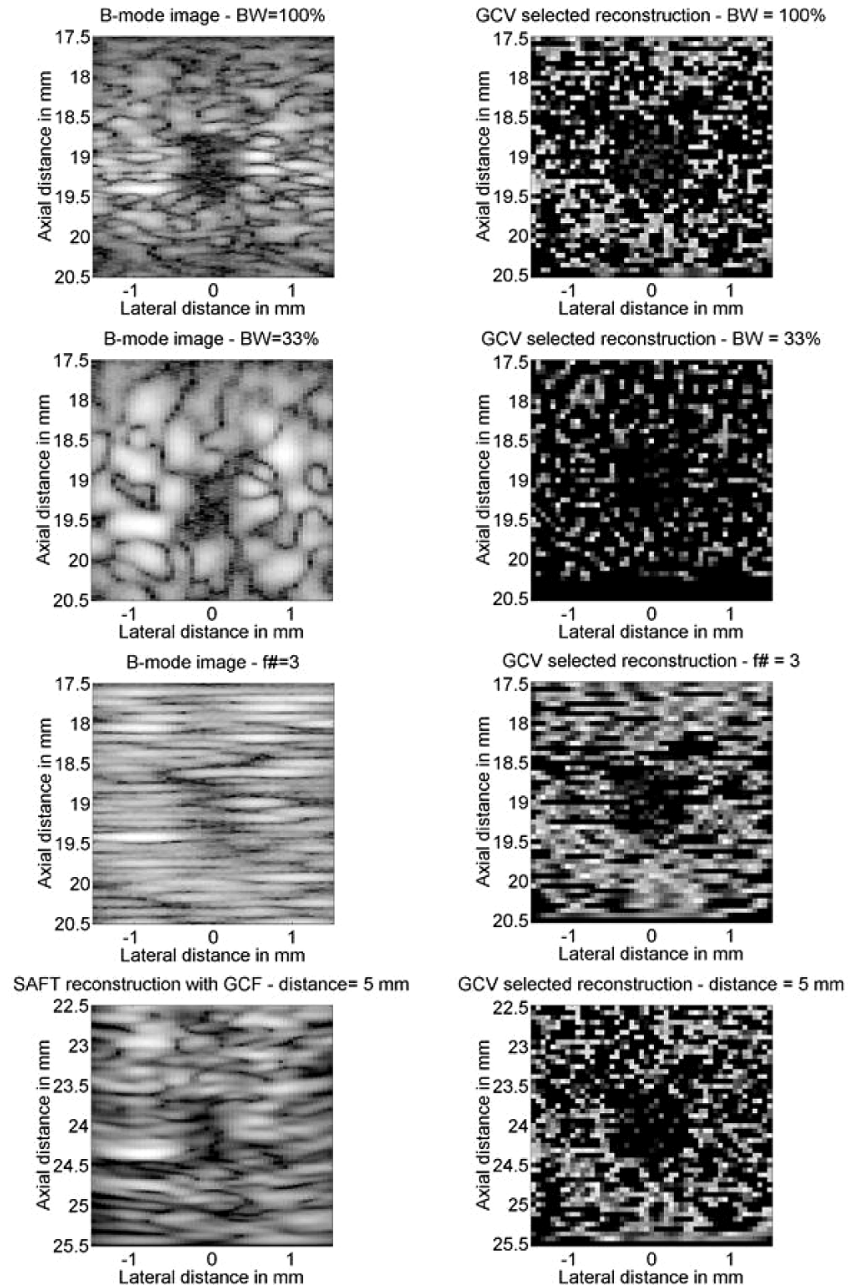 B-mode image - BW=100%
GCV selected reconstruction - BW = 100%
17.5
18
18.5
19
19.5
20
20.5
Axial distance in mm
-1 0 1
Lateral distance in mm
17.5
18
18.5
19
19.5
20
20.5
Axial distance in mm
-1 0 1
Lateral distance in mm
B-mode image - BW=33%
GCV selected reconstruction - BW = 33%
17.5
18
18.5
19
19.5
20
20.5
Axial distance in mm
-1 0 1
Lateral distance in mm
17.5
18
18.5
19
19.5
20
20.5
Axial distance in mm
-1 0 1
Lateral distance in mm
B-mode image - f#=3
GCV selected reconstruction - f# = 3
17.5
18
18.5
19
19.5
20
20.5
Axial distance in mm
-1 0 1
Lateral distance in mm
17.5
18
18.5
19
19.5
20
20.5
Axial distance in mm
-1 0 1
Lateral distance in mm
SAFT reconstruction with GCF - distance= 5 mm
GCV selected reconstruction - distance = 5 mm
22.5
23
23.5
24
24.5
25
25.5
Axial distance in mm
-1 0 1
Lateral distance in mm
22.5
23
23.5
24
24.5
25
25.5
Axial distance in mm
-1 0 1
Lateral distance in mm